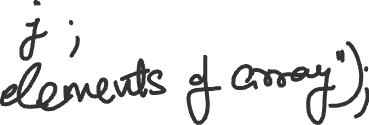 j ;
elements of array");